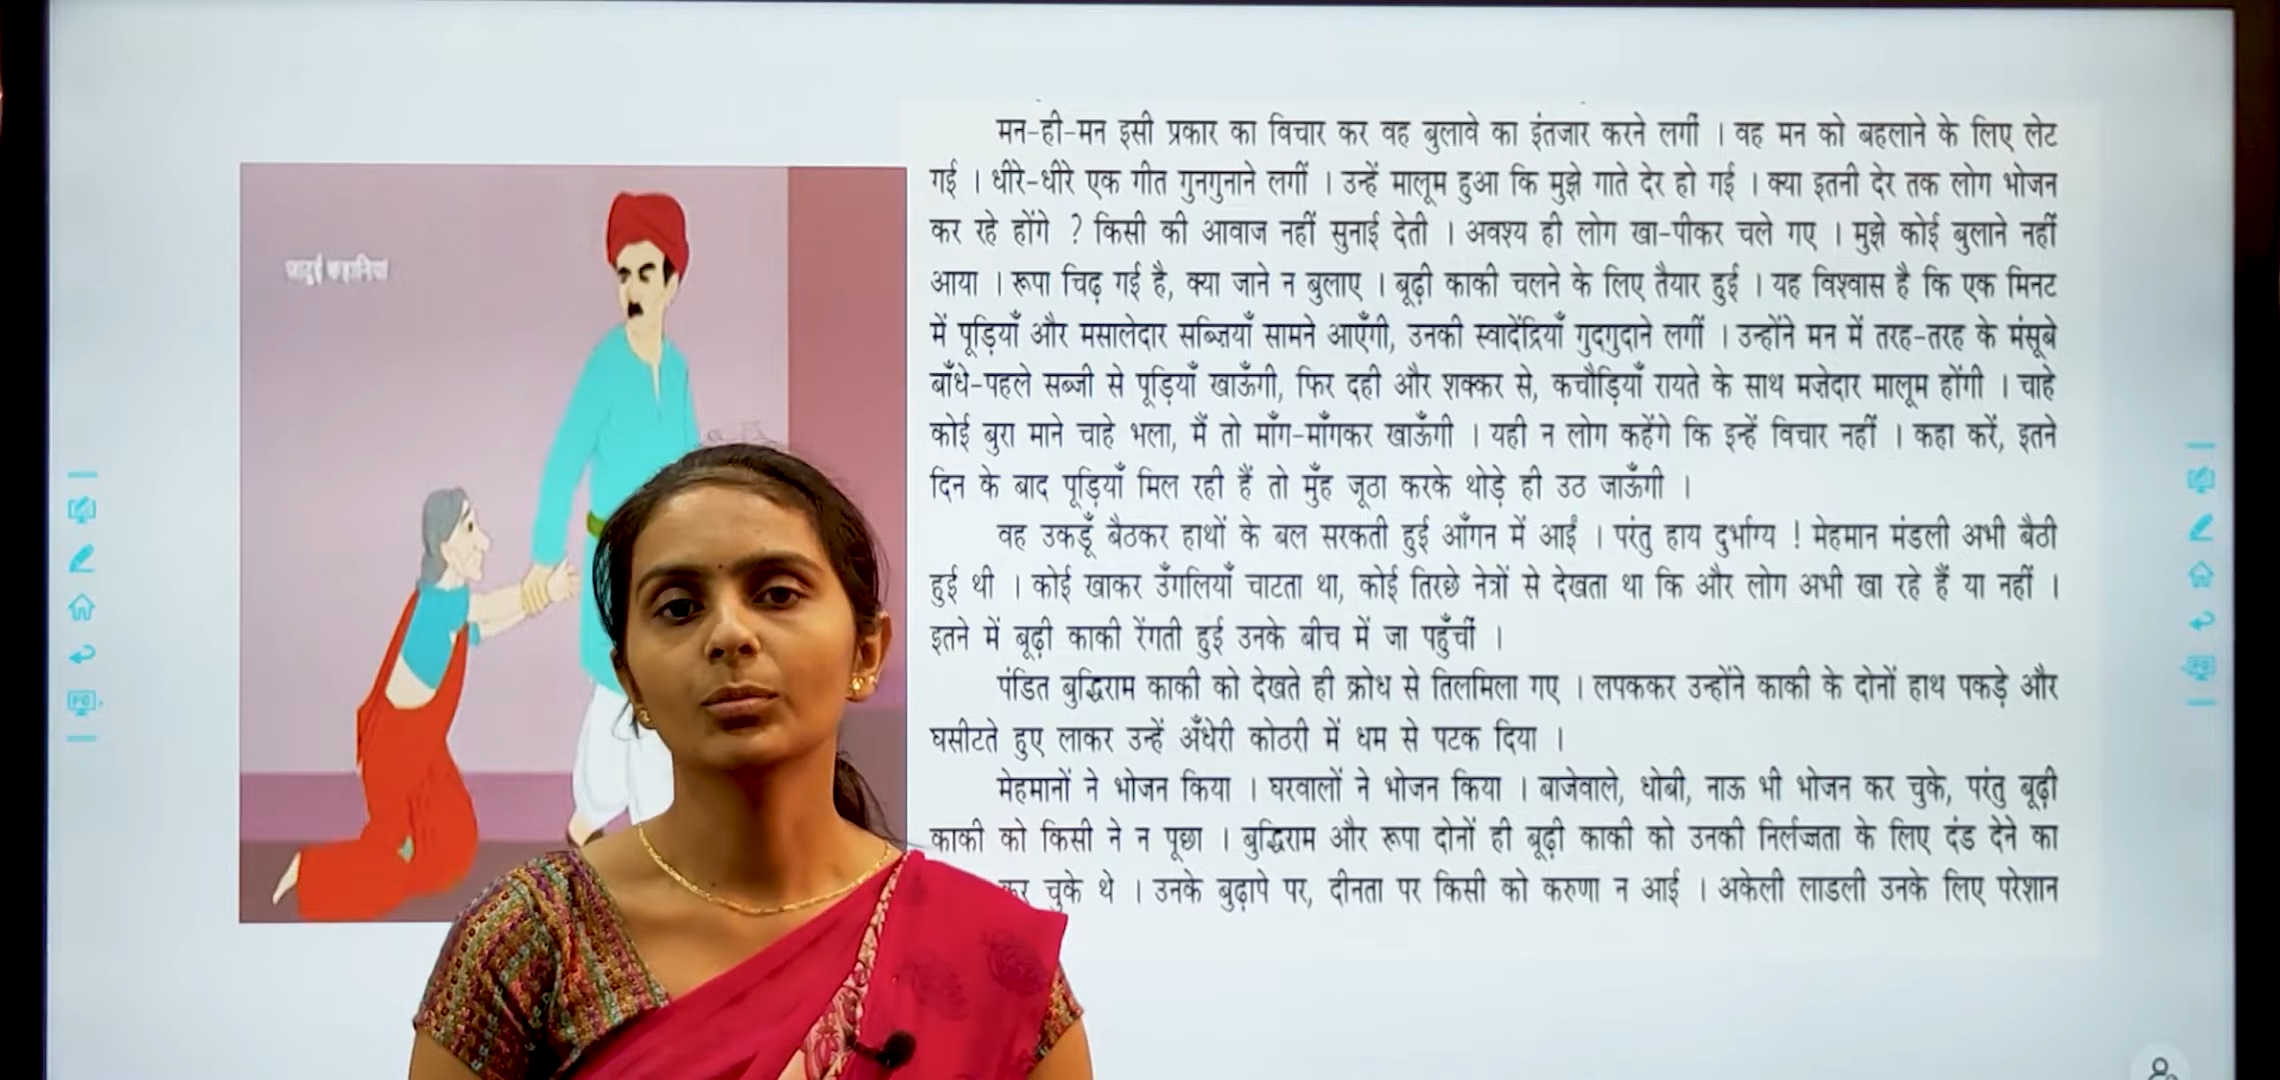 जादुई कहानियां
मन-ही-मन इसी प्रकार का विचार कर वह बुलावे का इंतजार करने लगीं । वह मन को बहलाने के लिए लेट
गई । धीरे-धीरे एक गीत गुनगुनाने लगीं । उन्हें मालूम हुआ कि मुझे गाते देर हो गई । क्या इतनी देर तक लोग भोजन
कर रहे होंगे ? किसी की आवाज नहीं सुनाई देती । अवश्य ही लोग खा-पीकर चले गए । मुझे कोई बुलाने नहीं
आया । रूपा चिढ़ गई है, क्या जाने न बुलाए । बूढ़ी काकी चलने के लिए तैयार हुई । यह विश्वास है कि एक मिनट
में पूड़ियाँ और मसालेदार सब्जियाँ सामने आएँगी, उनकी स्वादेंद्रियाँ गुदगुदाने लगीं । उन्होंने मन में तरह-तरह के मंसूबे
बाँधे-पहले सब्जी से पूड़ियाँ खाऊँगी, फिर दही और शक्कर से, कचौड़ियाँ रायते के साथ मजेदार मालूम होंगी । चाहे
कोई बुरा माने चाहे भला, मैं तो माँग-माँगकर खाऊँगी । यही न लोग कहेंगे कि इन्हें विचार नहीं । कहा करें, इतने
दिन के बाद पूड़ियाँ मिल रही हैं तो मुँह जूठा करके थोड़े ही उठ जाऊँगी ।
वह उकड़ूँ बैठकर हाथों के बल सरकती हुई आँगन में आईं । परंतु हाय दुर्भाग्य ! मेहमान मंडली अभी बैठी
हुई थी । कोई खाकर उँगलियाँ चाटता था, कोई तिरछे नेत्रों से देखता था कि और लोग अभी खा रहे हैं या नहीं ।
इतने में बूढ़ी काकी रेंगती हुई उनके बीच में जा पहुँचीं ।
पंडित बुद्धिराम काकी को देखते ही क्रोध से तिलमिला गए । लपककर उन्होंने काकी के दोनों हाथ पकड़े और
घसीटते हुए लाकर उन्हें अँधेरी कोठरी में धम से पटक दिया ।
मेहमानों ने भोजन किया । घरवालों ने भोजन किया । बाजेवाले, धोबी, नाऊ भी भोजन कर चुके, परंतु बूढ़ी
काकी को किसी ने न पूछा । बुद्धिराम और रूपा दोनों ही बूढ़ी काकी को उनकी निर्लज्जता के लिए दंड देने का
कर चुके थे । उनके बुढ़ापे पर, दीनता पर किसी को करुणा न आई । अकेली लाडली उनके लिए परेशान